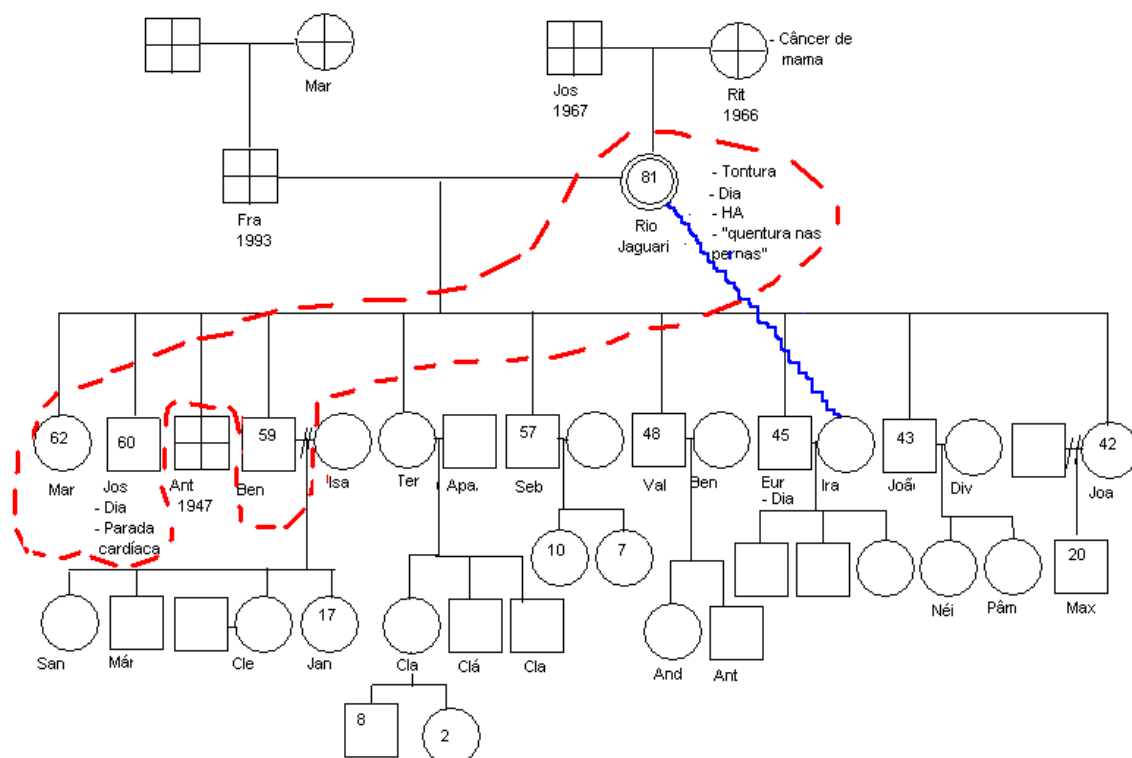 Mar
- Câncer de
mama
Jos
1967
Rit
1966
Fra
1993
81
Rio
Jaguari
- Tontura
- Dia
- HA
- "quentura nas
pernas"
62
Mar
60
Jos
- Dia
- Parada
cardíaca
Ant
1947
59
Ben
Isa
Ter
Apa.
57
Seb
48
Val
Ben
45
Eur
- Dia
Ira
43
Joã
Div
42
Joa
San
Már
Cle
17
Jan
Cla
Clá
Cla
10
7
And
Ant
Néi
Pâm
20
Max
8
2